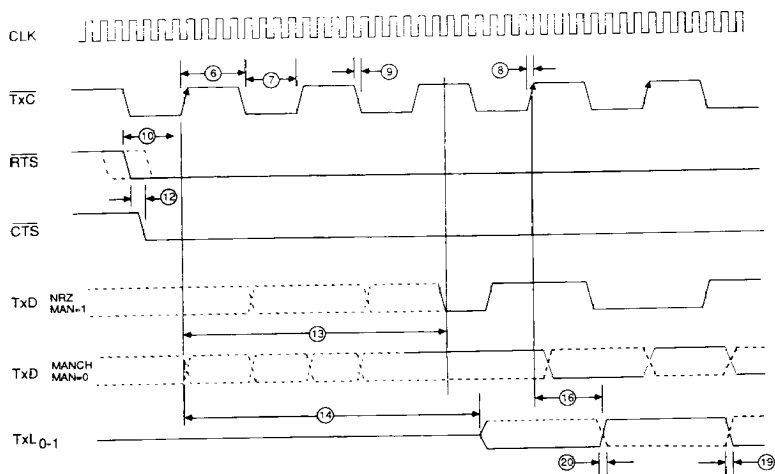 CLK
6
7
9
8
TxC
10
RTS
12
CTS
TxD NRZ
MAN=1
13
TxD MANCH
MAN=0
14
16
TxL0-1
20
19